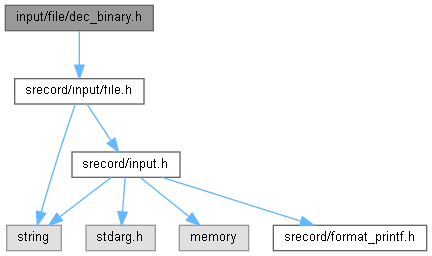 input/file/dec_binary.h
srecord/input/file.h
srecord/input.h
string
stdarg.h
memory
srecord/format_printf.h